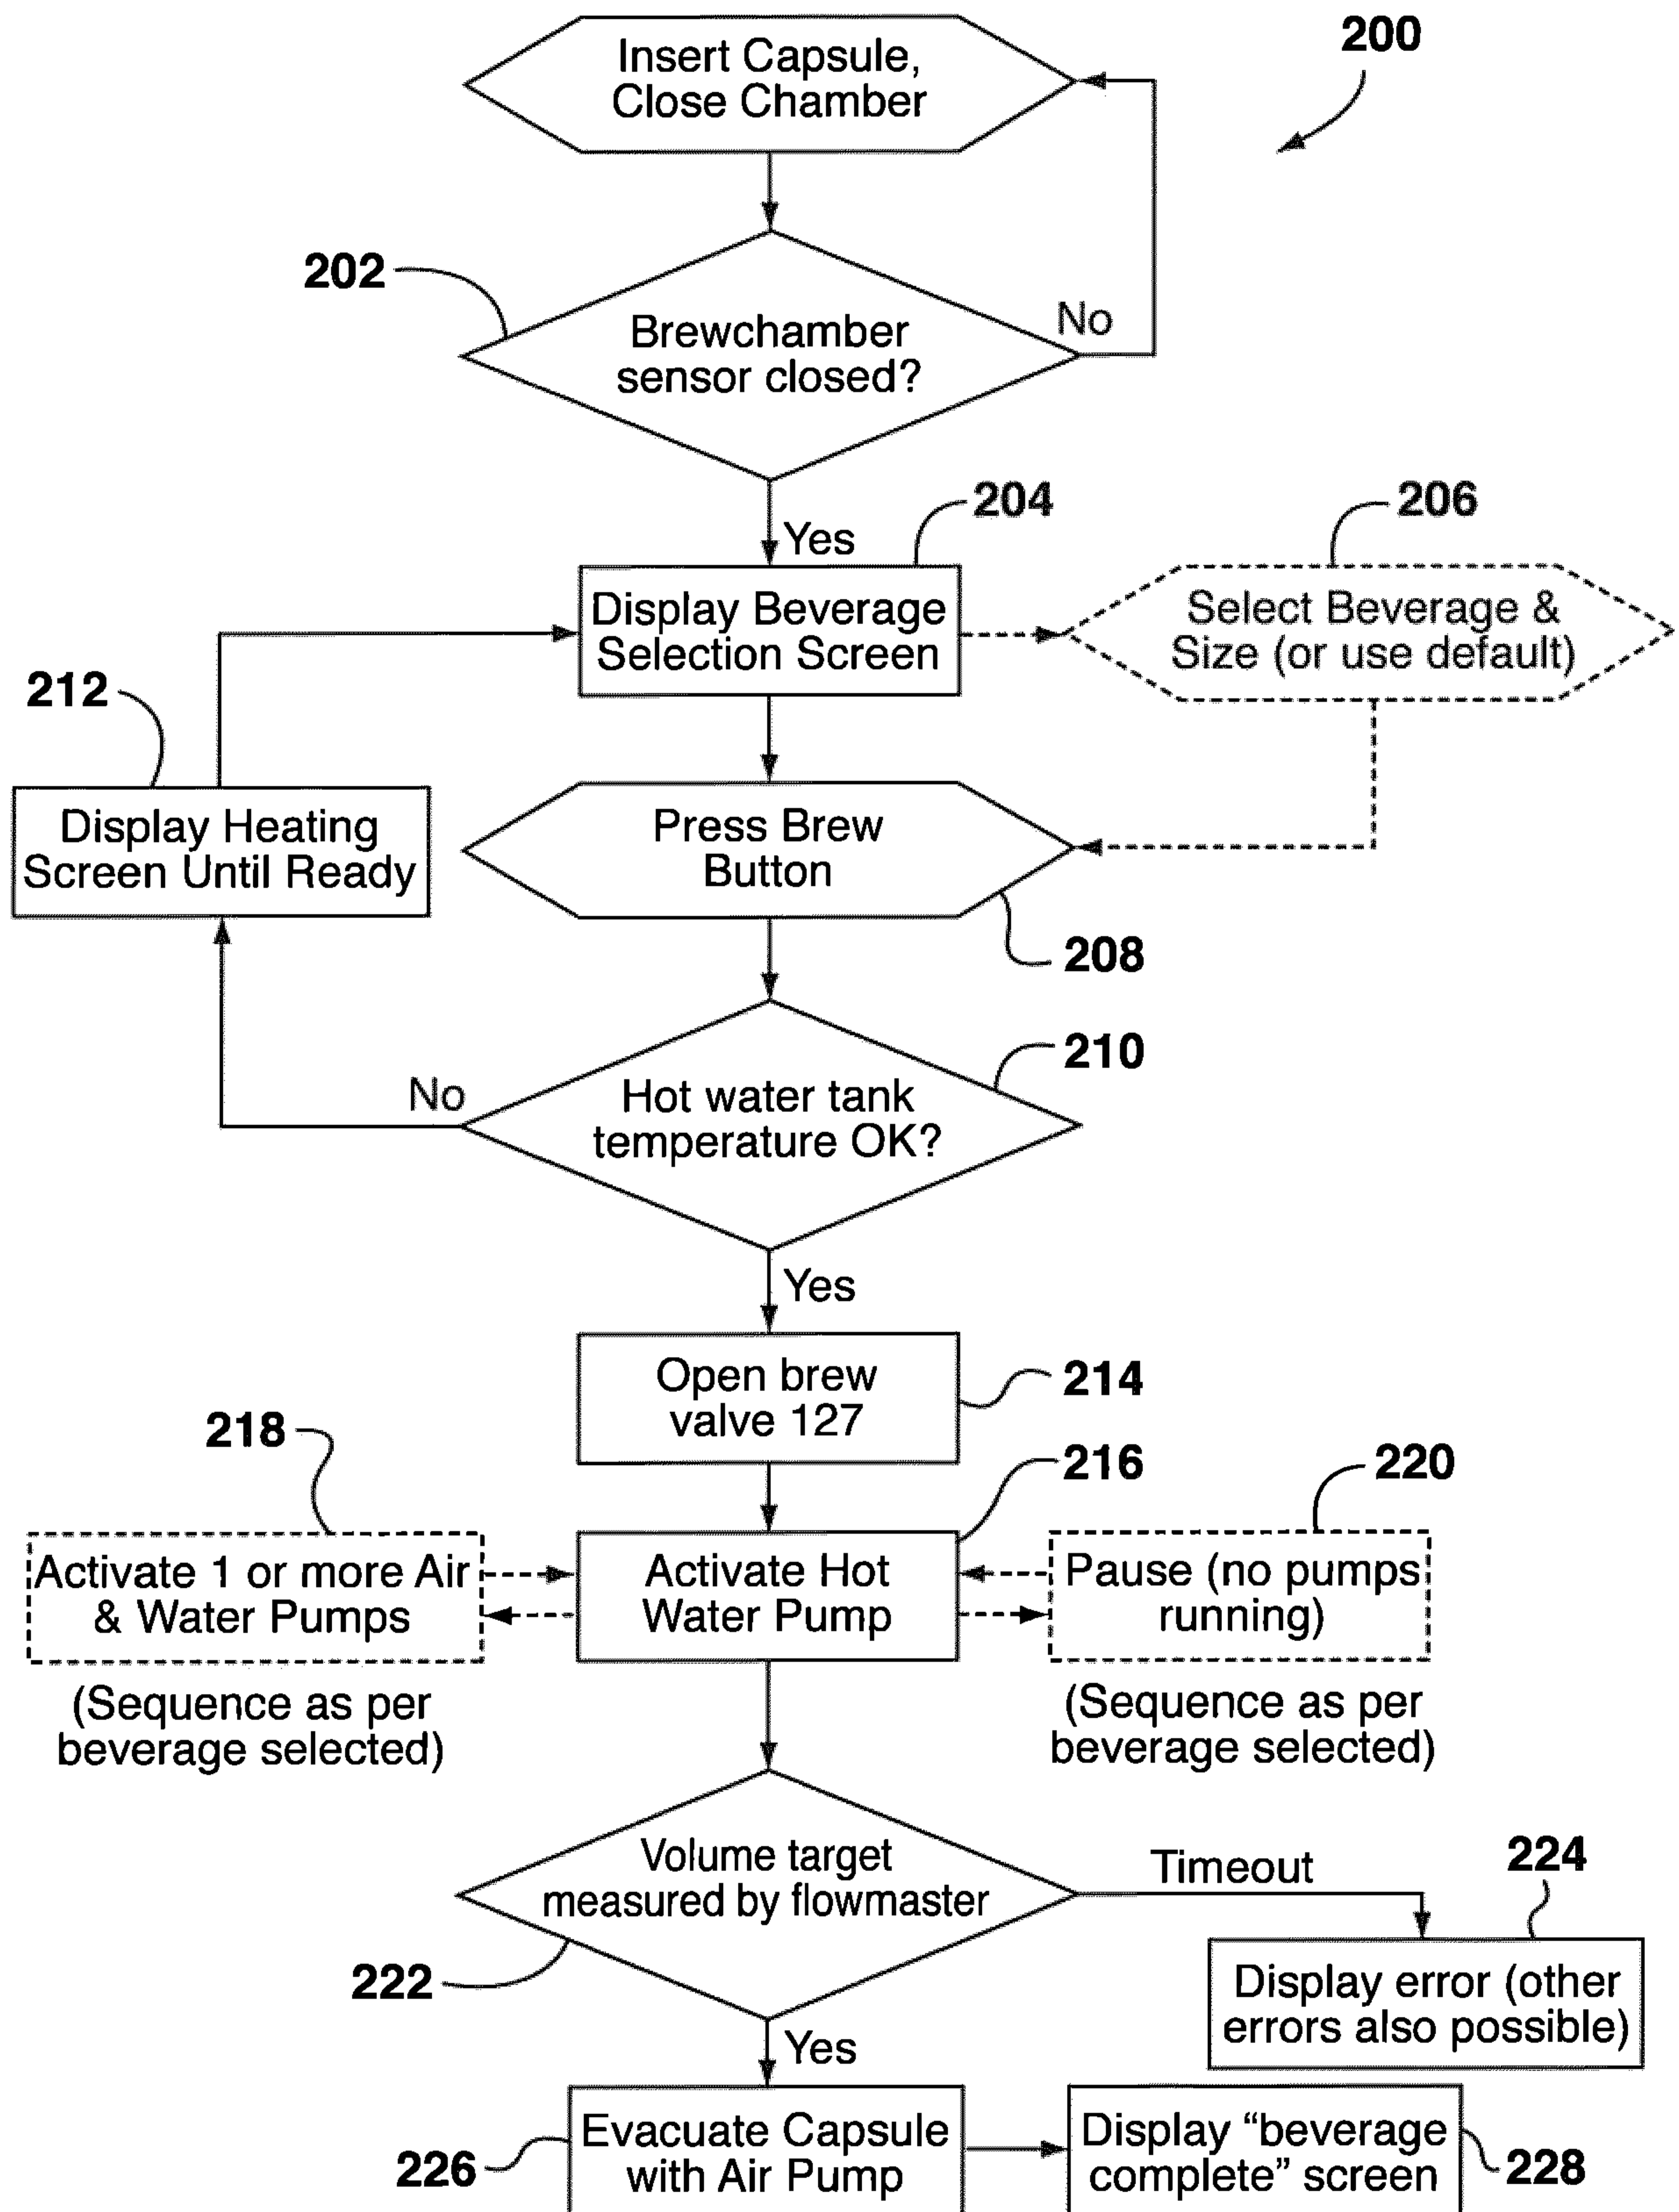 200
Insert Capsule,
Close Chamber
202
Brewchamber
sensor closed?
No
Yes
204
206
Display Beverage
Selection Screen
Select Beverage &
Size (or use default)
212
Display Heating
Screen Until Ready
Press Brew
Button
208
210
Hot water tank
temperature OK?
No
Yes
Open brew
valve 127
214
218
216
220
Activate 1 or more Air
& Water Pumps
Activate Hot
Water Pump
Pause (no pumps
running)
(Sequence as per
beverage selected)
(Sequence as per
beverage selected)
Volume target
measured by flowmaster
Timeout
224
222
Display error (other
errors also possible)
Yes
226
Evacuate Capsule
with Air Pump
Display “beverage
complete” screen
228